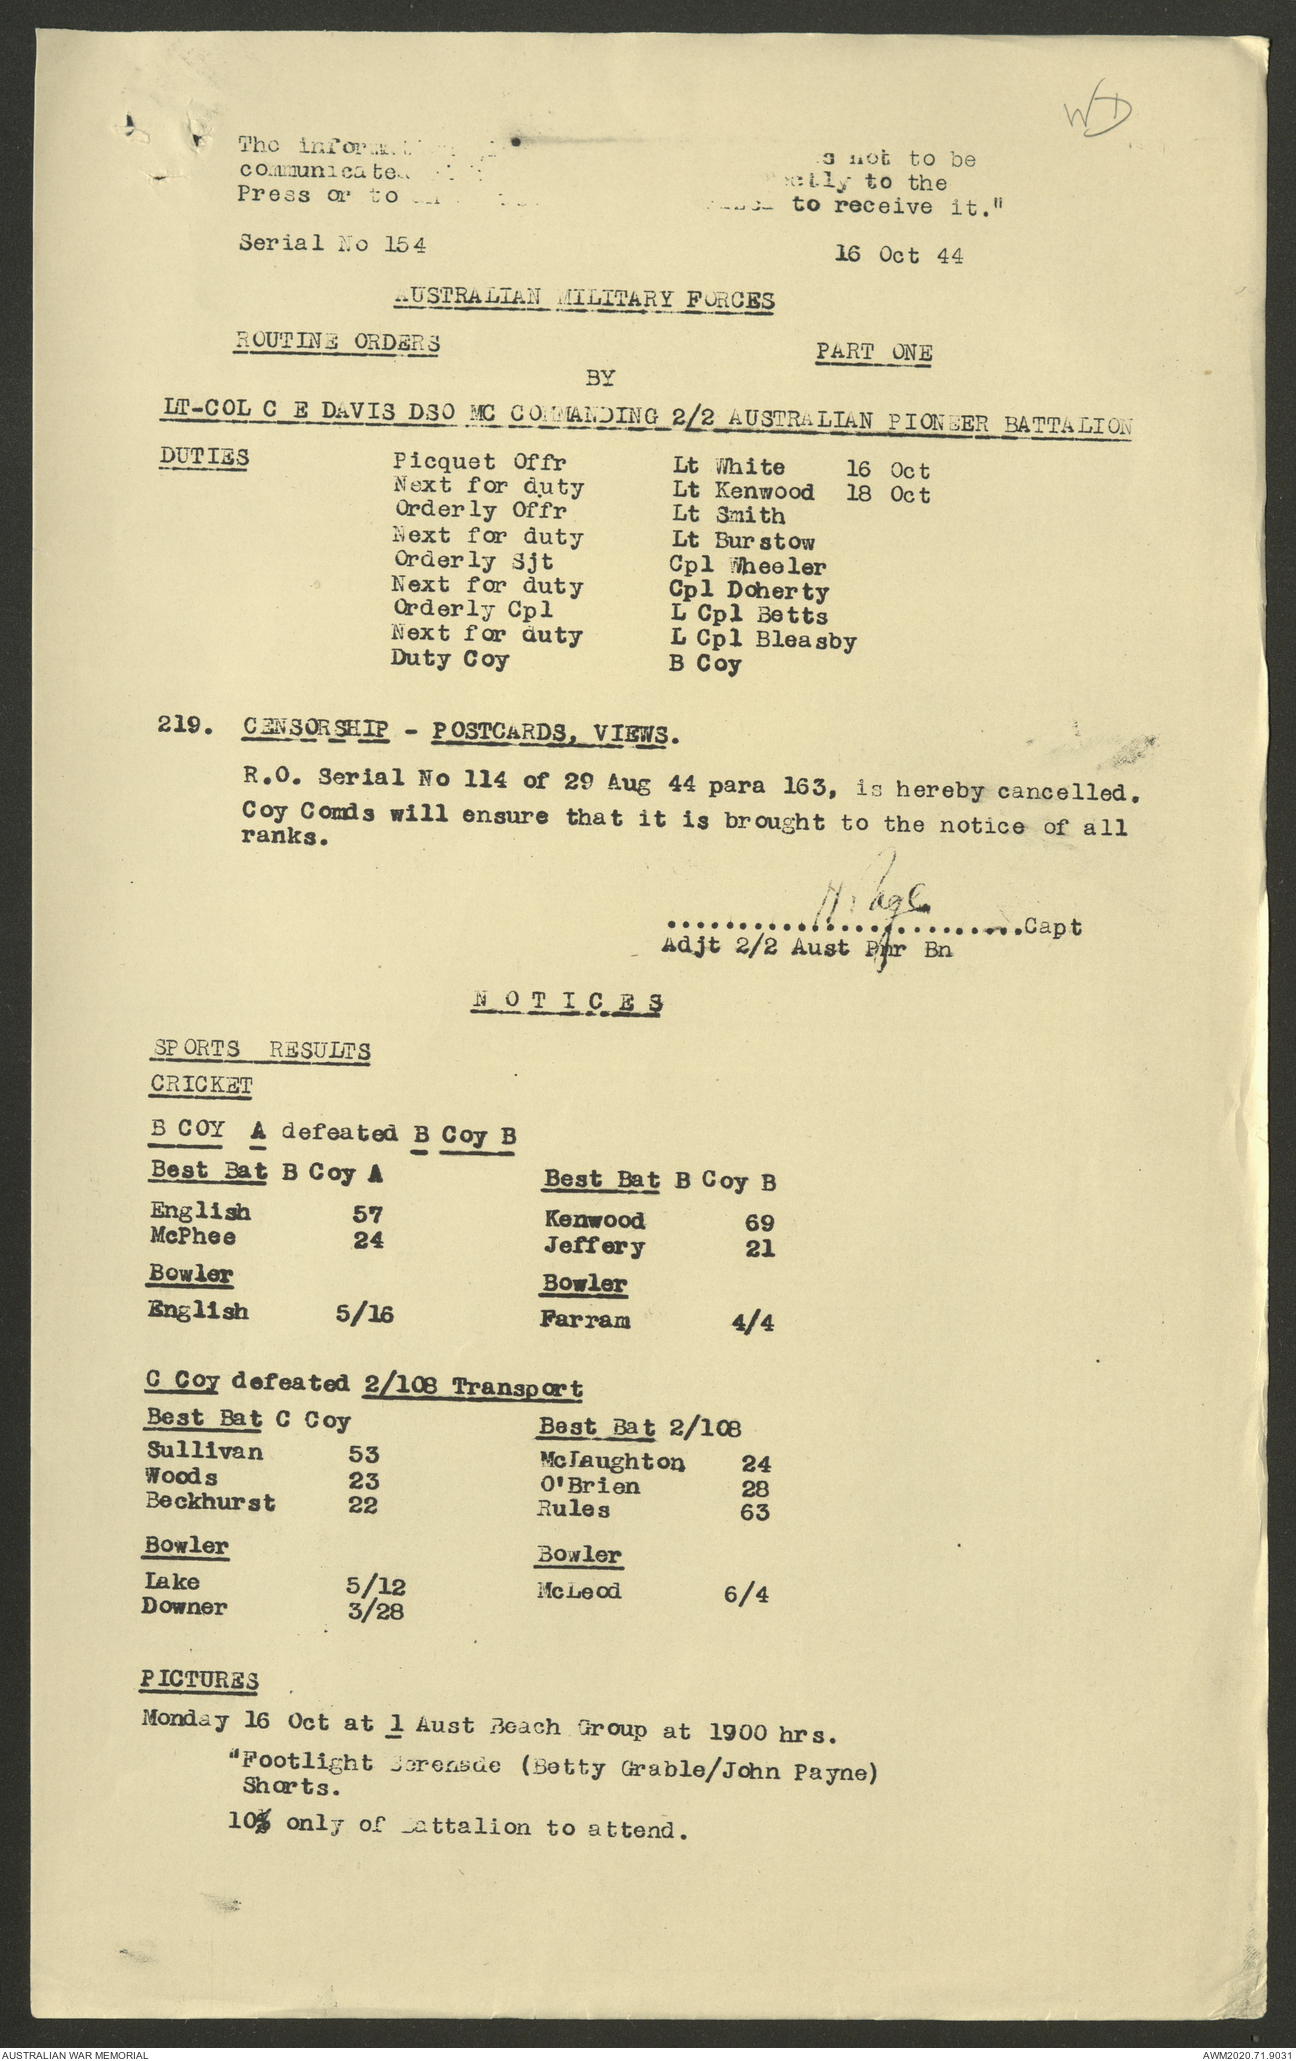 WD
The
communicate
Press or to
s not to be
to the
to receive it."
Serial No 154 16 Oct 44
AUSTRALIAN MILITARY FORCES
ROUTINE ORDERS PART ONE
BY
LT-COL C E DAVIS DSO MC COMMANDING 2/2 AUSTRALIAN PIONEER BATTALION
DUTIES Picquet Offr Lt White 16 Oct
Next for duty Lt Kenwood 18 Oct
Orderly Offr Lt Smith
Next for duty Lt Burstow
Orderly Sjt Cpl Wheeler
Next for duty Cpl Doherty
Orderly Cpl L Cpl Betts
Next for duty L Cpl Bleasby
Duty Coy B Coy
219. CENSORSHIP - POSTCARDS, VIEWS.
R.O. Serial No 114 of 29 Aug 44 para 163, is hereby cancelled.
Coy Comds will ensure that it is brought to the notice of all
ranks.
H Page
..........................Capt
Adjt 2/2 Aust Pnr Bn
N O T I C E S
SPORTS RESULTS
CRICKET
B COY A defeated B Coy B
Best Bat B Coy A Best Bat B Coy B
English 57 Kenwood 69
McPhee 24 Jeffery 21
Bowler Bowler
English 5/16 Farram 4/4
C Coy defeated 2/108 Transport
Best Bat C Coy Best Bat 2/108
Sullivan 53 McLaughton 24
Woods 23 O'Brien 28
Beckhurst 22 Rules 63
Bowler Bowler
Lake 5/12 McLeod 6/4
Downer 3/28
PICTURES
Monday 16 Oct at 1 Aust Beach Group at 1900 hrs.
"Footlight Serenade (Betty Grable/John Payne)
Shorts.
10% only of Battalion to attend.
AUSTRALIAN WAR MEMORIAL AWM2020.71.9031